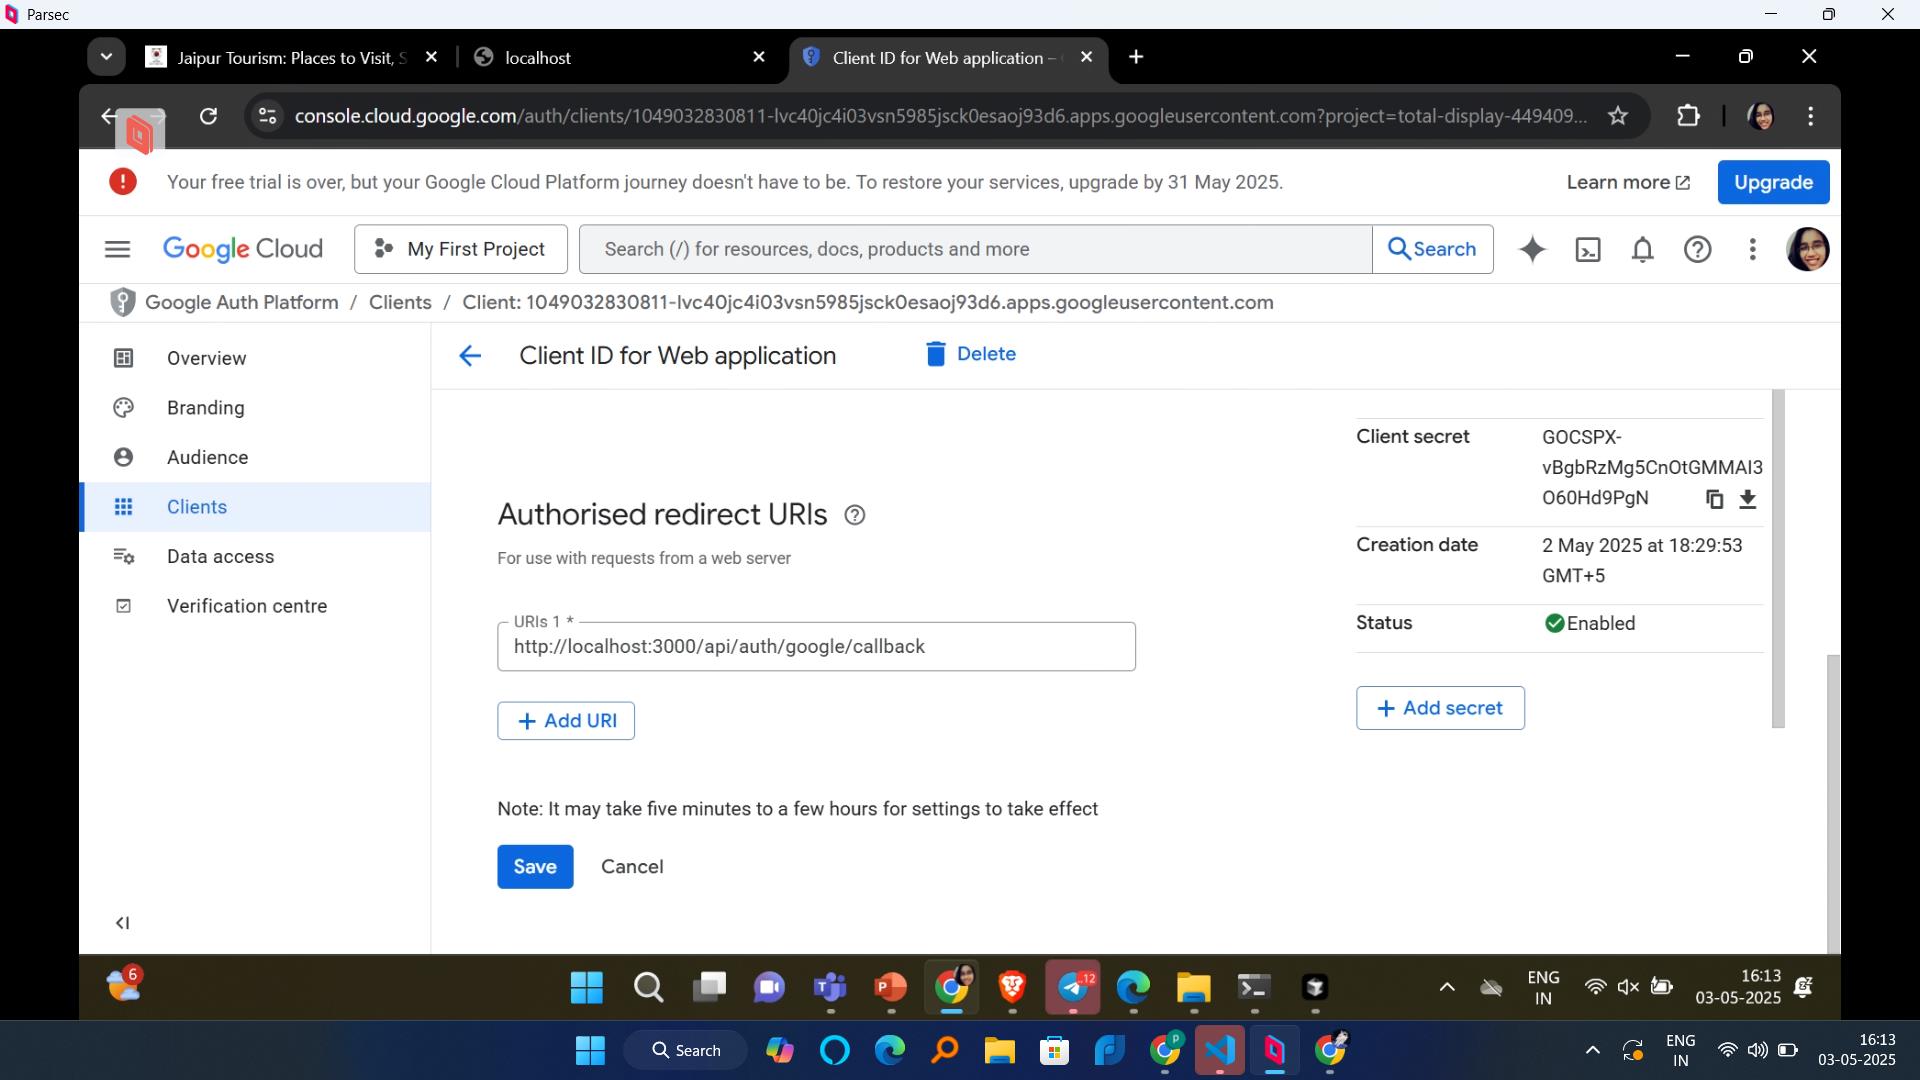 Parsec
Jaipur Tourism: Places to Visit, S
localhost
Client ID for Web application –
console.cloud.google.com/auth/clients/1049032830811-lvc40jc4i03vsn5985jsck0esaoj93d6.apps.googleusercontent.com?project=total-display-449409...
Your free trial is over, but your Google Cloud Platform journey doesn't have to be. To restore your services, upgrade by 31 May 2025.
Learn more
Upgrade
Google Cloud
My First Project
Search (/) for resources, docs, products and more
Search
Google Auth Platform / Clients / Client: 1049032830811-lvc40jc4i03vsn5985jsck0esaoj93d6.apps.googleusercontent.com
Overview
Branding
Audience
Clients
Data access
Verification centre
Client ID for Web application
Delete
Authorised redirect URIs
For use with requests from a web server
URIs 1 *
http://localhost:3000/api/auth/google/callback
+ Add URI
Note: It may take five minutes to a few hours for settings to take effect
Save
Cancel
Client secret
GOCSPX-
vBgbRzMg5CnOtGMMAI3
O60Hd9PgN
Creation date
2 May 2025 at 18:29:53
GMT+5
Status
Enabled
+ Add secret
6
12
ENG
IN
16:13
03-05-2025
Search
P
ENG
IN
16:13
03-05-2025